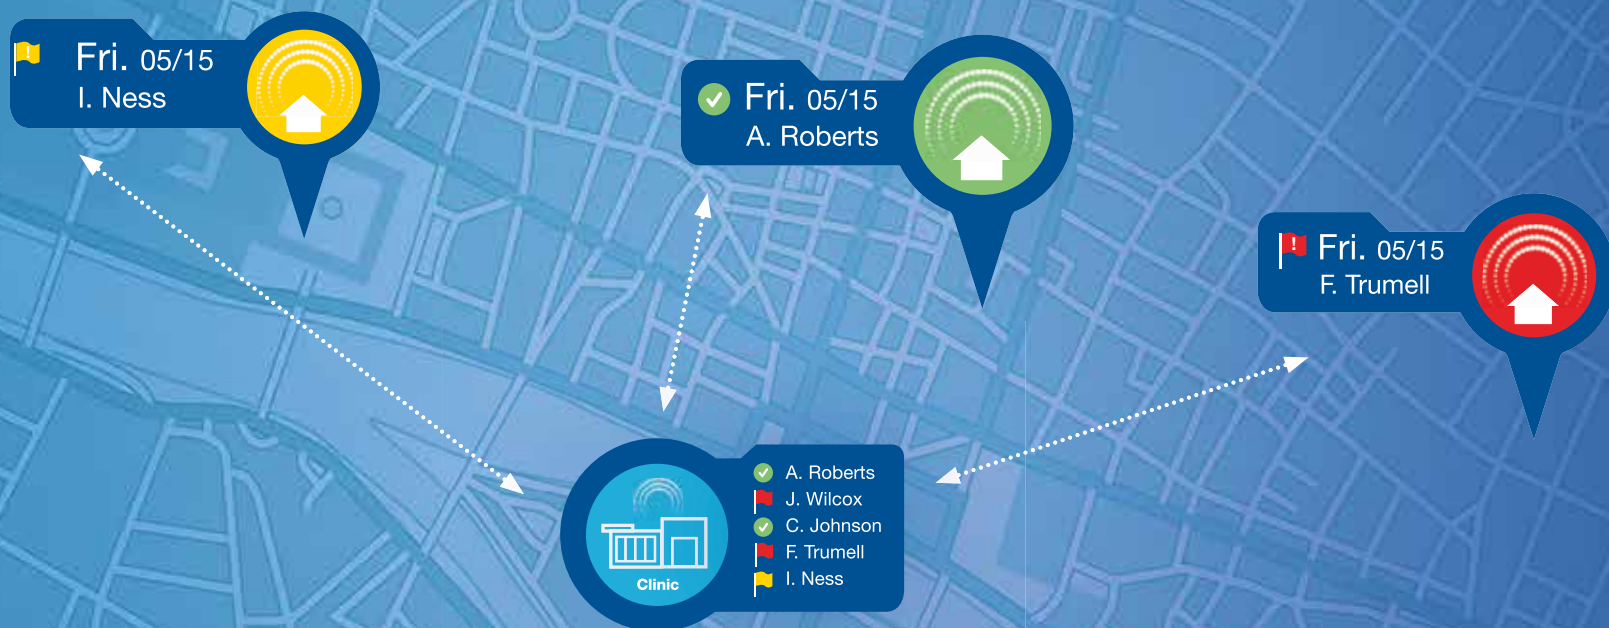 Fri. 05/15
I. Ness
Fri. 05/15
A. Roberts
Fri. 05/15
F. Trumell
Clinic
A. Roberts
J. Wilcox
C. Johnson
F. Trumell
I. Ness